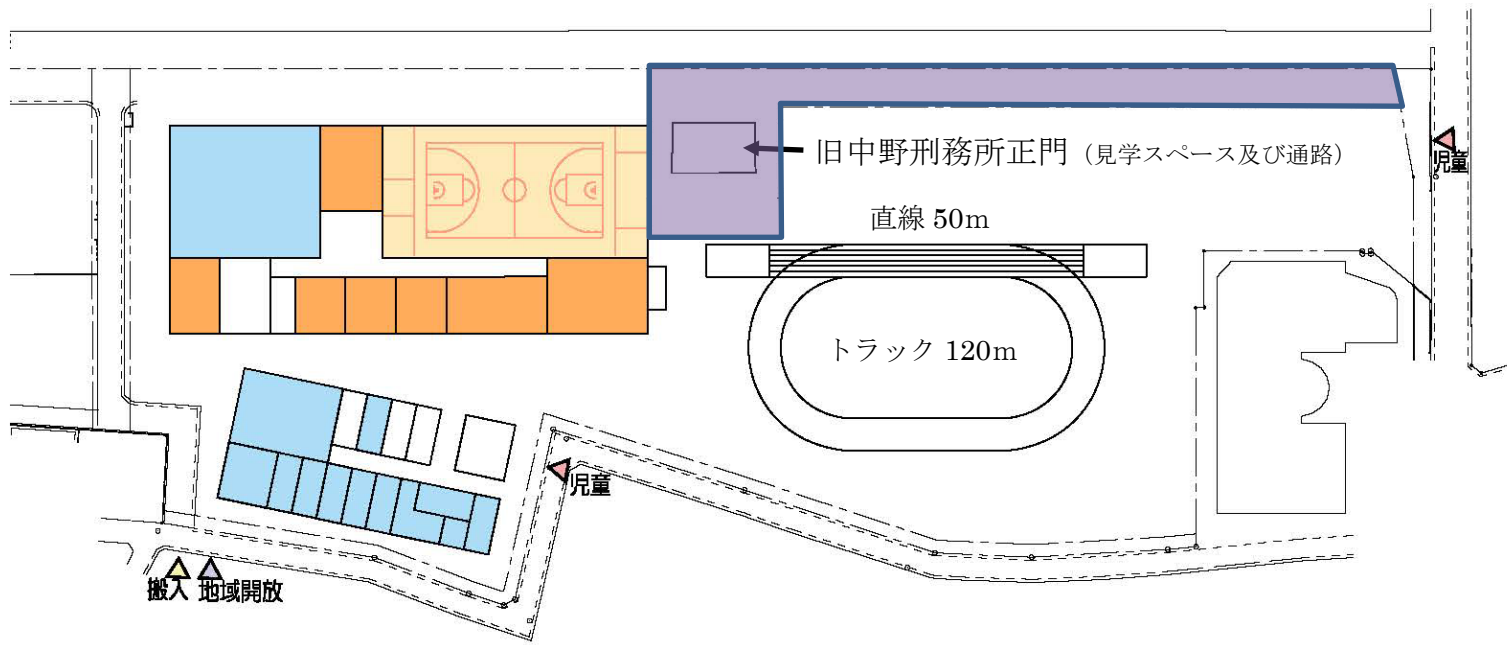 旧中野刑務所正門（見学スペース及び通路）
児童
直線 50m
トラック 120m
児童
搬入 地域開放